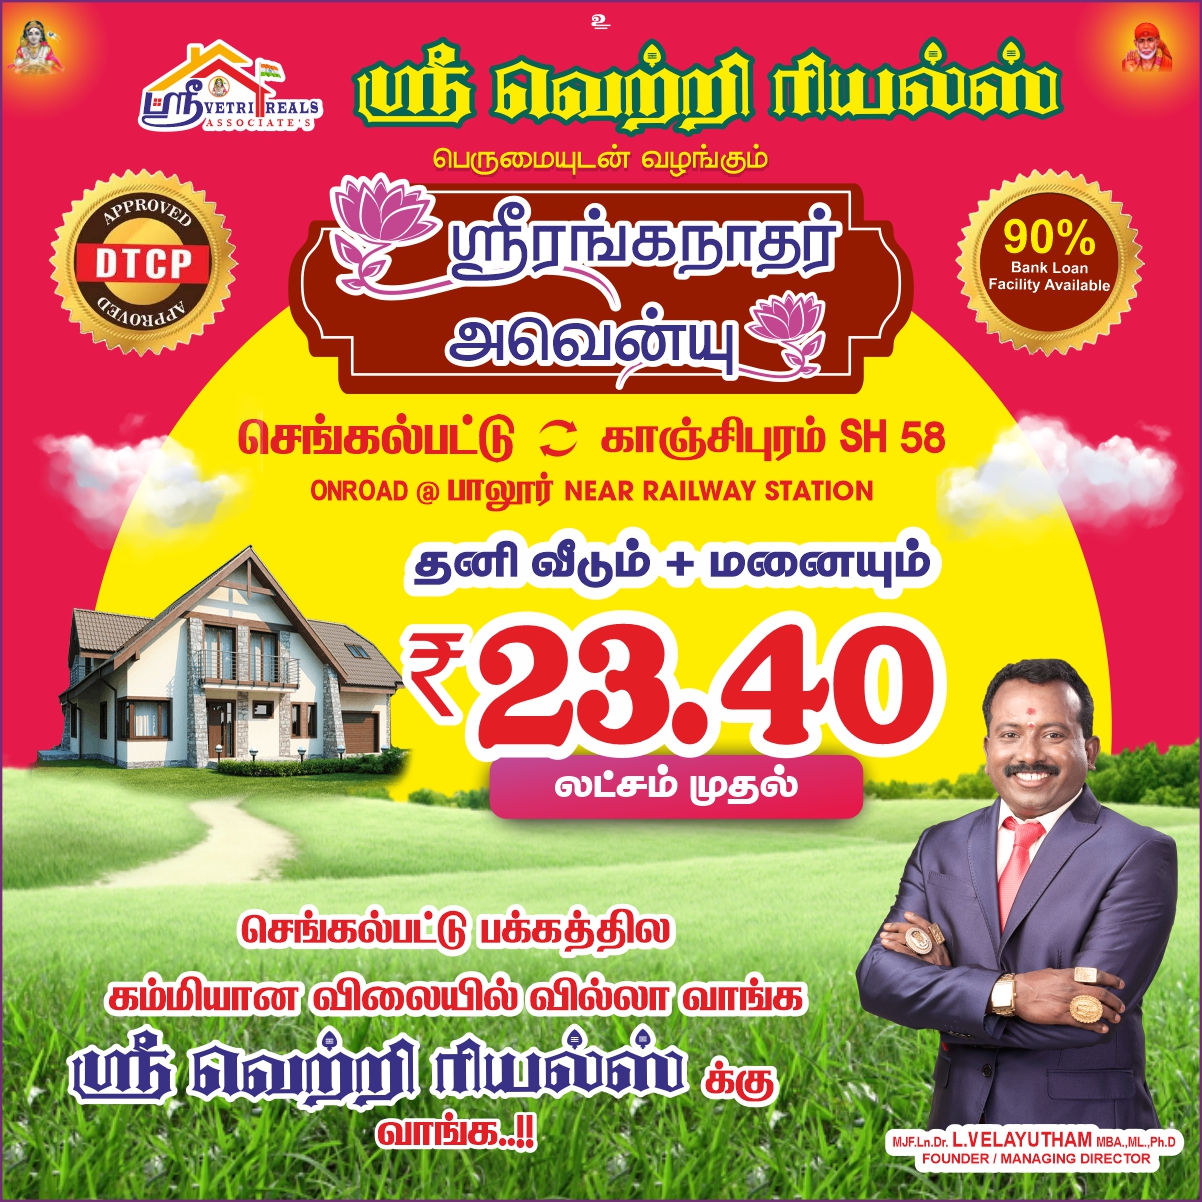 உ
ஸ்ரீ VETRI REALS
ASSOCIATE'S
ஸ்ரீ வெற்றி ரியல்ஸ்
பெருமையுடன் வழங்கும்
APPROVED
DTCP
APPROVED
ஸ்ரீரங்கநாதர்
அவென்யு
90%
Bank Loan
Facility Available
செங்கல்பட்டு காஞ்சிபுரம் SH 58
ONROAD @ பாலூர் NEAR RAILWAY STATION
தனி வீடும் + மனையும்
₹23.40
லட்சம் முதல்
செங்கல்பட்டு பக்கத்தில
கம்மியான விலையில் வில்லா வாங்க
ஸ்ரீ வெற்றி ரியல்ஸ் க்கு
வாங்க..!!
MJF.Ln.Dr. L.VELAYUTHAM MBA.,ML.,Ph.D
FOUNDER / MANAGING DIRECTOR